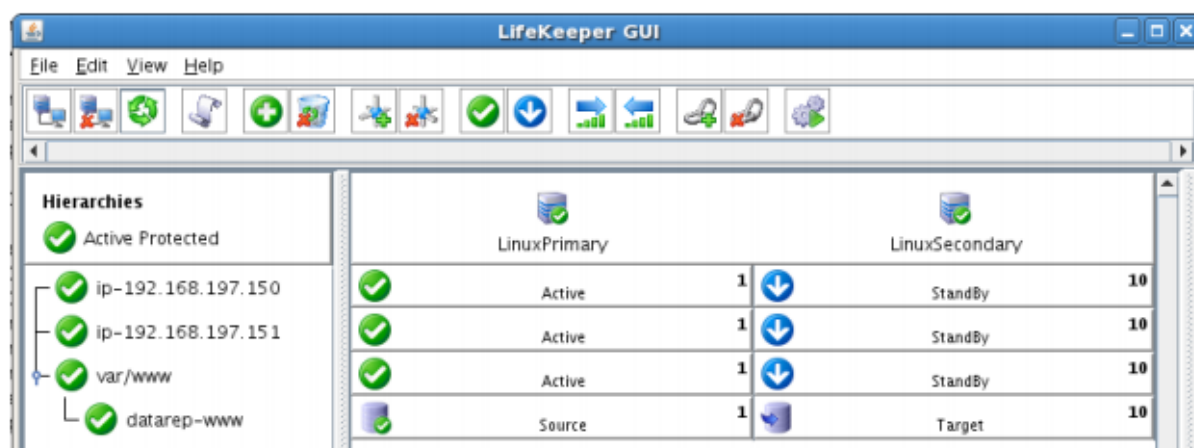 LifeKeeper GUI
File Edit View Help
Hierarchies
Active Protected
LinuxPrimary LinuxSecondary
ip-192.168.197.150 Active 1 StandBy 10
ip-192.168.197.151 Active 1 StandBy 10
var/www Active 1 StandBy 10
datarep-www Source 1 Target 10